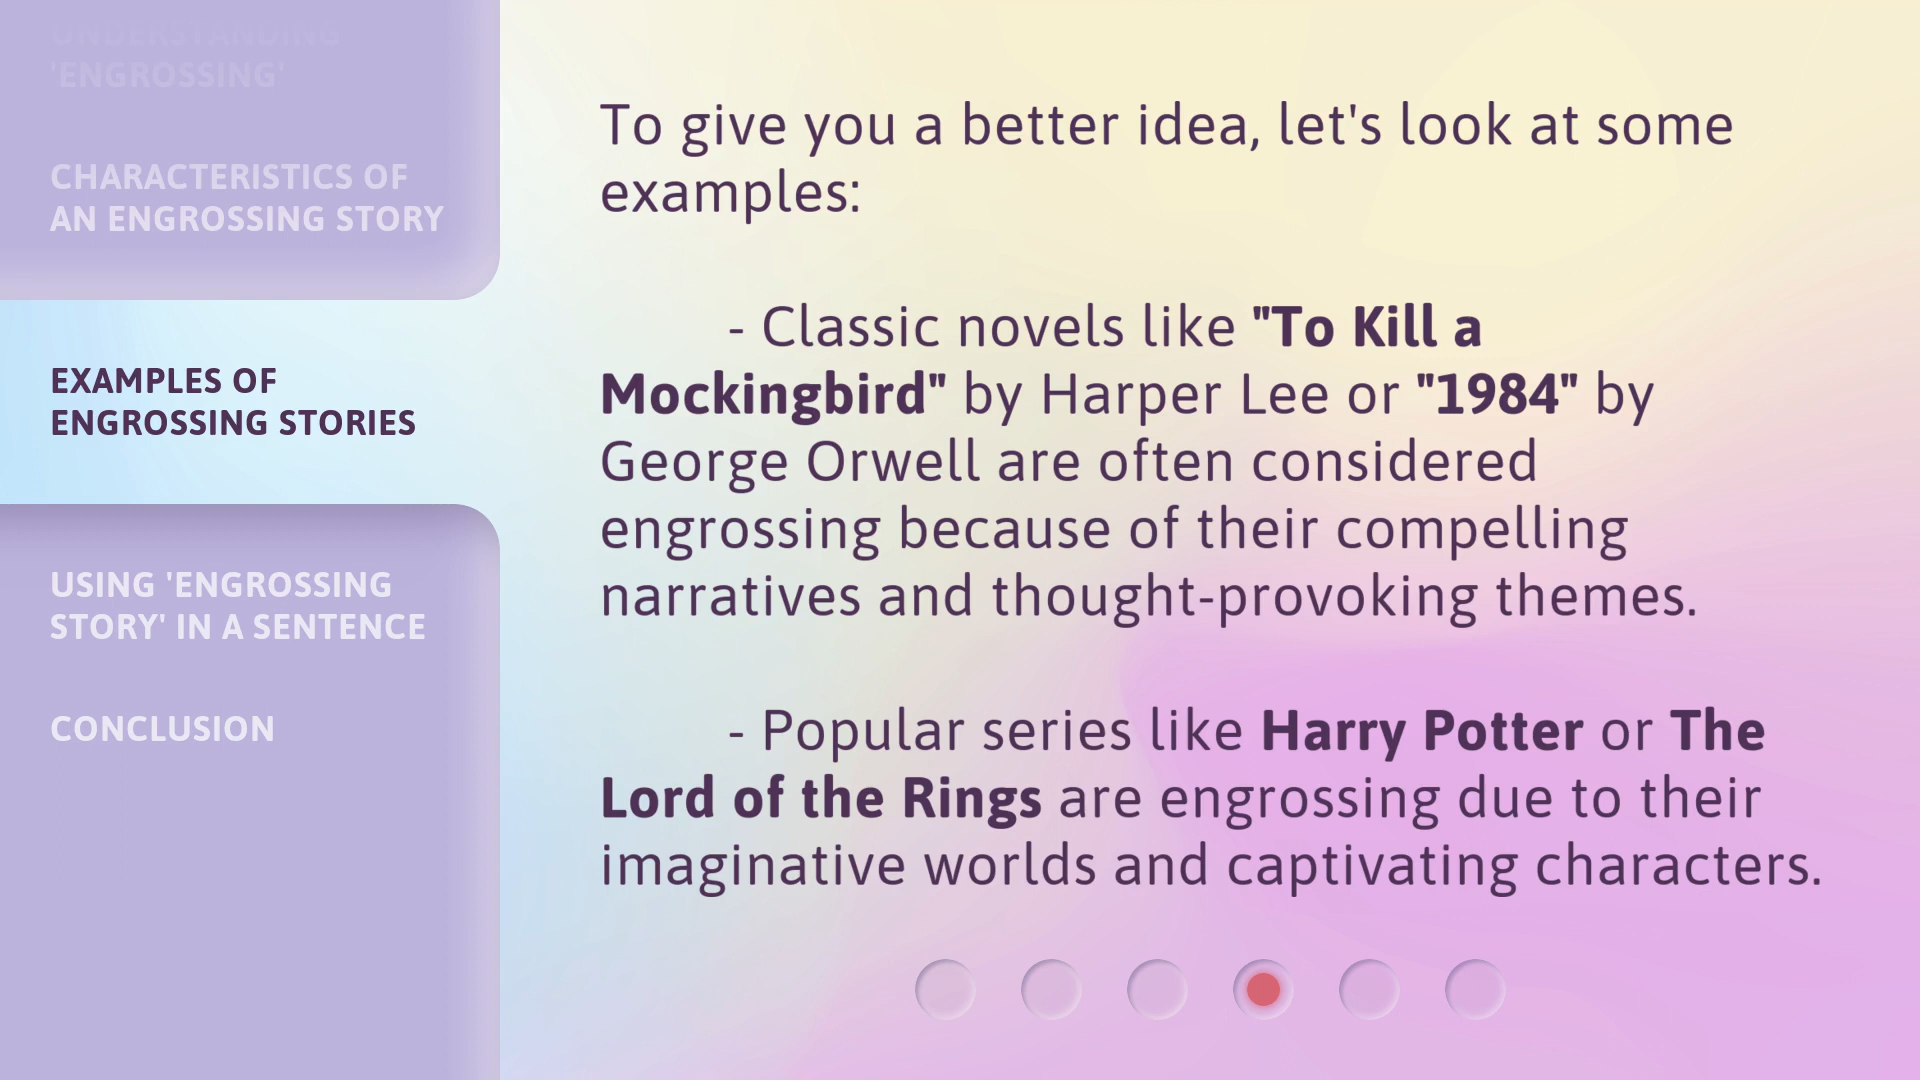 UNDERSTANDING
'ENGROSSING'
CHARACTERISTICS OF
AN ENGROSSING STORY
EXAMPLES OF
ENGROSSING STORIES
USING 'ENGROSSING
STORY' IN A SENTENCE
CONCLUSION
To give you a better idea, let's look at some
examples:
- Classic novels like "To Kill a
Mockingbird" by Harper Lee or "1984" by
George Orwell are often considered
engrossing because of their compelling
narratives and thought-provoking themes.
- Popular series like Harry Potter or The
Lord of the Rings are engrossing due to their
imaginative worlds and captivating characters.